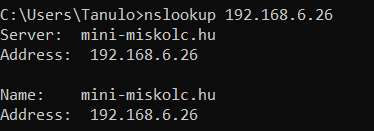 C:\Users\Tanulo>nslookup 192.168.6.26
Server:  mini-miskolc.hu
Address:  192.168.6.26

Name:    mini-miskolc.hu
Address:  192.168.6.26